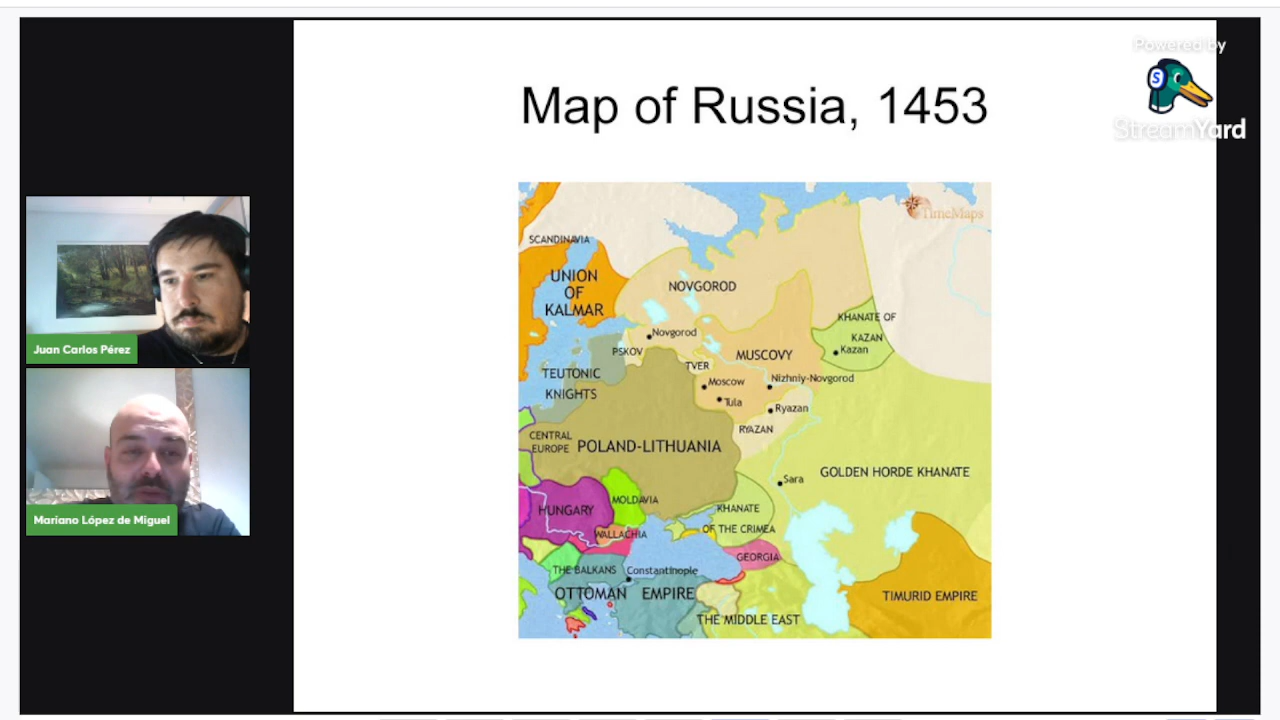 Powered by
StreamYard
Map of Russia, 1453
TimeMaps
SCANDINAVIA
UNION
OF
KALMAR
NOVGOROD
KHANATE OF
KAZAN
Kazan
Novgorod
PSKOV
TVER
MUSCOVY
TEUTONIC
KNIGHTS
Moscow
Nizhniy-Novgorod
Tula
Ryazan
RYAZAN
CENTRAL
EUROPE
POLAND-LITHUANIA
GOLDEN HORDE KHANATE
Sara
MOLDAVIA
HUNGARY
KHANATE
OF THE CRIMEA
WALLACHIA
GEORGIA
THE BALKANS
Constantinople
OTTOMAN EMPIRE
TIMURID EMPIRE
THE MIDDLE EAST
Juan Carlos Pérez
Mariano López de Miguel